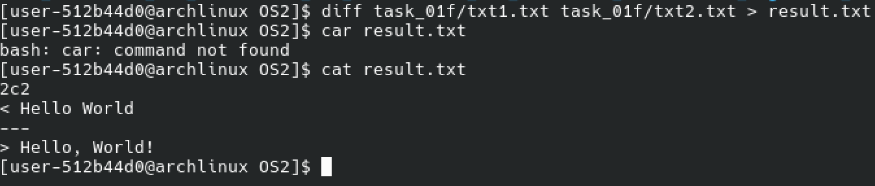 [user-512b44d0@archlinux OS2]$ diff task_01f/txt1.txt task_01f/txt2.txt > result.txt
[user-512b44d0@archlinux OS2]$ car result.txt
bash: car: command not found
[user-512b44d0@archlinux OS2]$ cat result.txt
2c2
< Hello World
---
> Hello, World!
[user-512b44d0@archlinux OS2]$